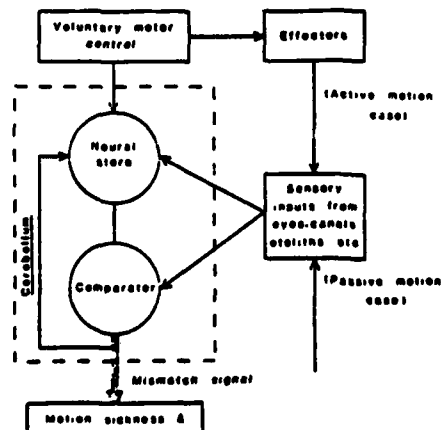 Voluntary motor
control
Effectors
(Active motion
case)
Neural
store
Sensory
inputs from
eyes-canals
otoliths etc
Cerebellum
Comparater
(Passive motion
case)
Mismatch signal
Motion sickness &